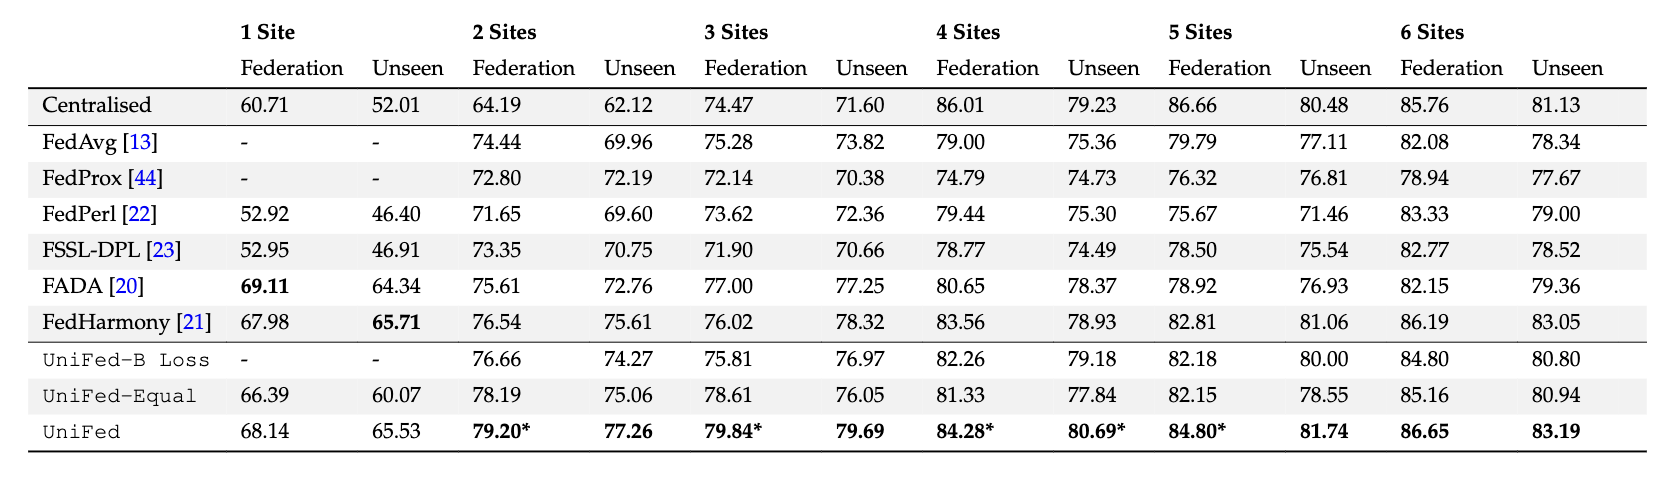 1 Site 2 Sites 3 Sites 4 Sites 5 Sites 6 Sites
Federation Unseen Federation Unseen Federation Unseen Federation Unseen Federation Unseen Federation Unseen
Centralised 60.71 52.01 64.19 62.12 74.47 71.60 86.01 79.23 86.66 80.48 85.76 81.13
FedAvg [13] - - 74.44 69.96 75.28 73.82 79.00 75.36 79.79 77.11 82.08 78.34
FedProx [44] - - 72.80 72.19 72.14 70.38 74.79 74.73 76.32 76.81 78.94 77.67
FedPerl [22] 52.92 46.40 71.65 69.60 73.62 72.36 79.44 75.30 75.67 71.46 83.33 79.00
FSSL-DPL [23] 52.95 46.91 73.35 70.75 71.90 70.66 78.77 74.49 78.50 75.54 82.77 78.52
FADA [20] 69.11 64.34 75.61 72.76 77.00 77.25 80.65 78.37 78.92 76.93 82.15 79.36
FedHarmony [21] 67.98 65.71 76.54 75.61 76.02 78.32 83.56 78.93 82.81 81.06 86.19 83.05
UniFed-B Loss - - 76.66 74.27 75.81 76.97 82.26 79.18 82.18 80.00 84.80 80.80
UniFed-Equal 66.39 60.07 78.19 75.06 78.61 76.05 81.33 77.84 82.15 78.55 85.16 80.94
UniFed 68.14 65.53 79.20* 77.26 79.84* 79.69 84.28* 80.69* 84.80* 81.74 86.65 83.19